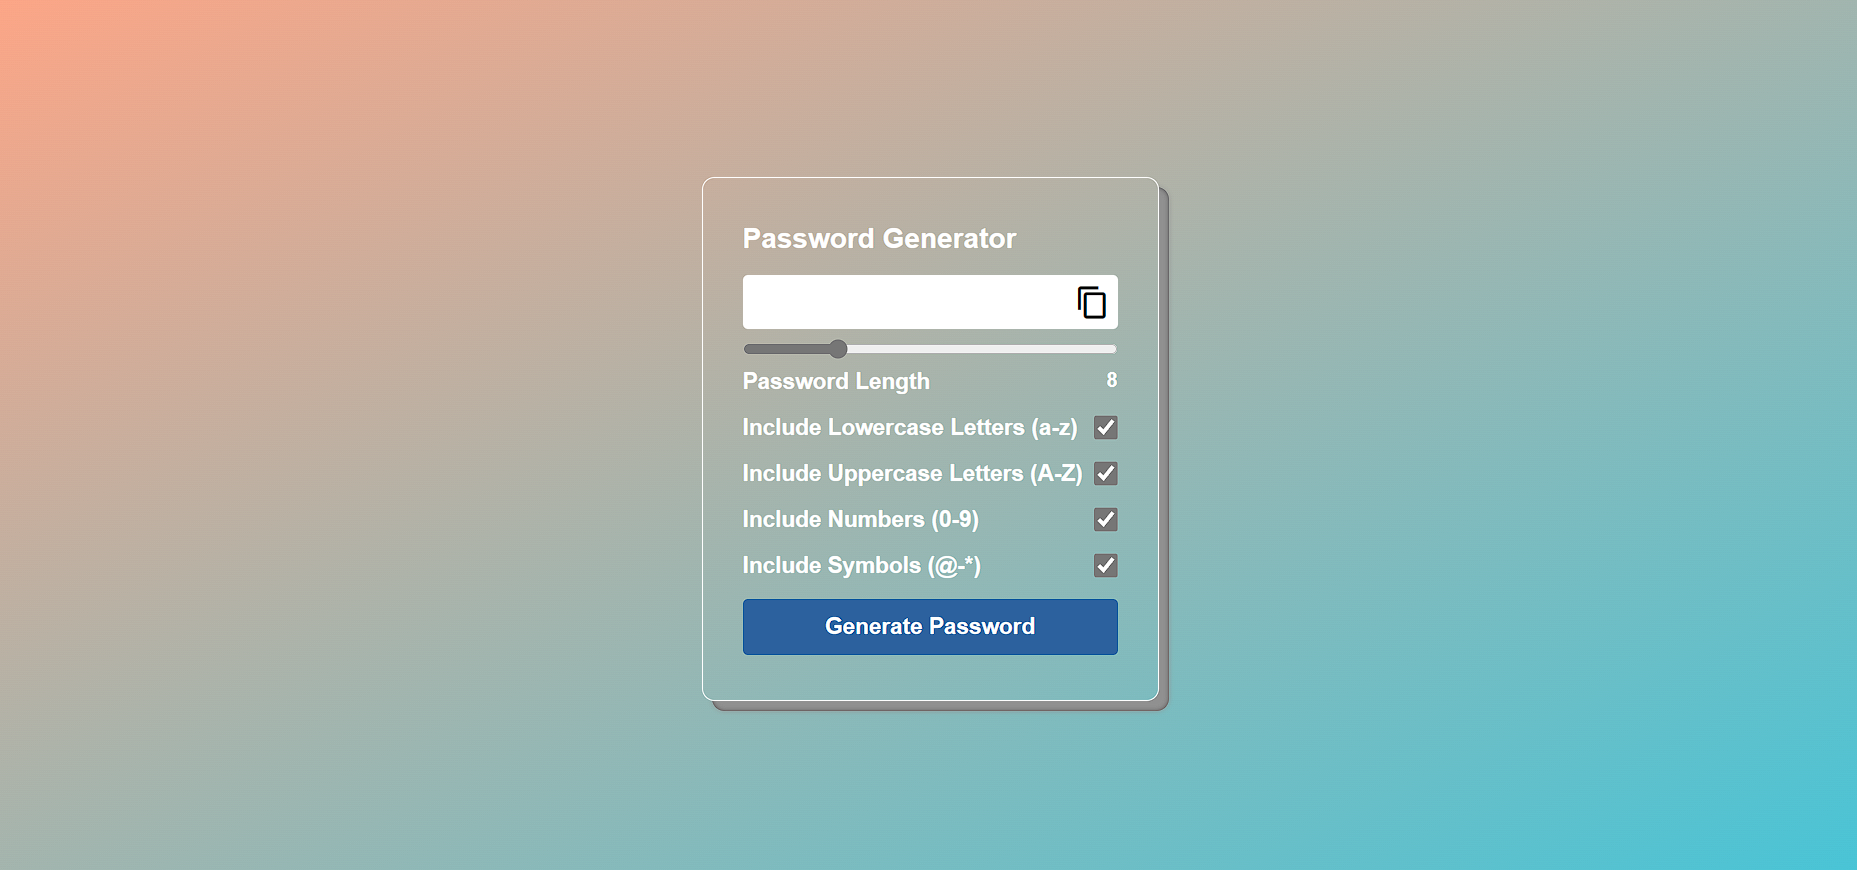 Password Generator
Password Length 8
Include Lowercase Letters (a-z)
Include Uppercase Letters (A-Z)
Include Numbers (0-9)
Include Symbols (@-*)
Generate Password